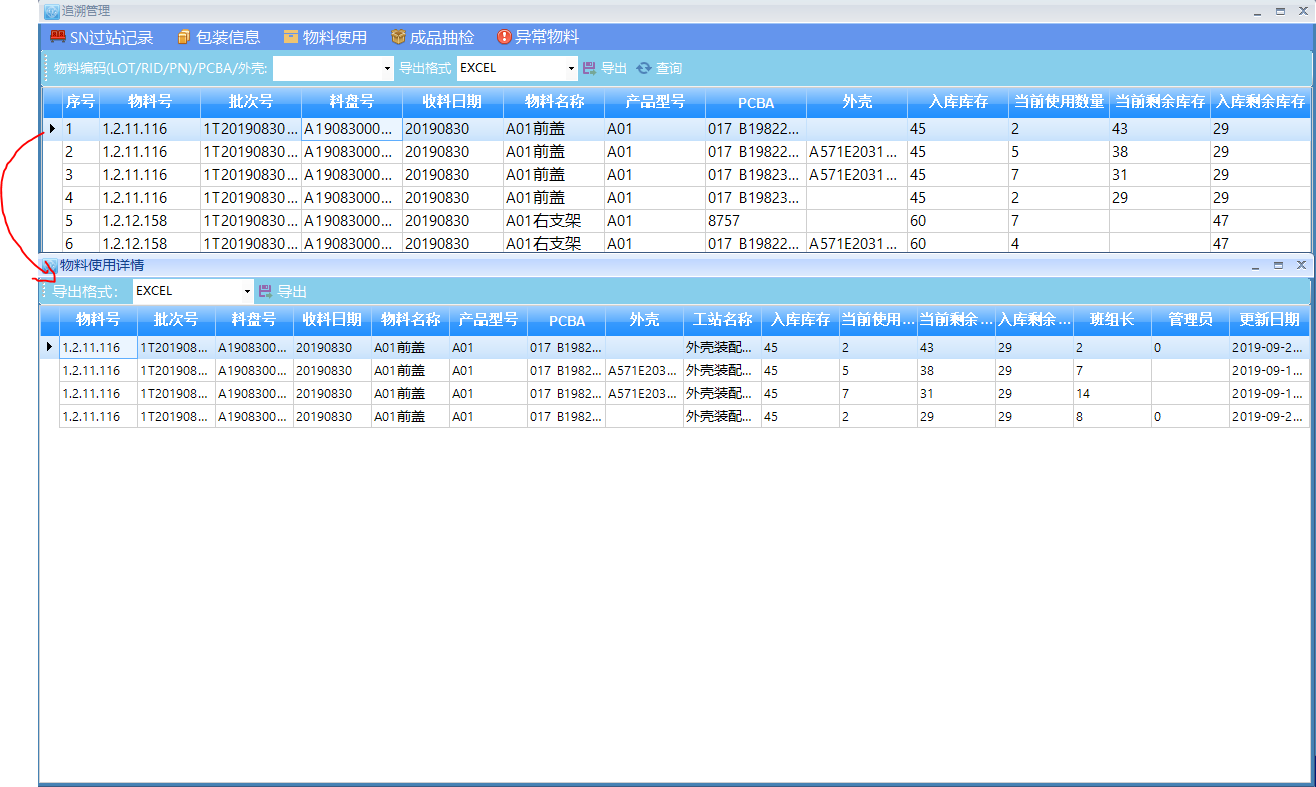 追溯管理
SN过站记录 包装信息 物料使用 成品抽检 异常物料
物料编码(LOT/RID/PN)/PCBA/外壳: 导出格式 EXCEL 导出 查询
序号 物料号 批次号 料盘号 收料日期 物料名称 产品型号 PCBA 外壳 入库库存 当前使用数量 当前剩余库存 入库剩余库存
1 1.2.11.116 1T20190830... A19083000... 20190830 A01前盖 A01 017 B19822... 45 2 43 29
2 1.2.11.116 1T20190830... A19083000... 20190830 A01前盖 A01 017 B19822... A571E2031... 45 5 38 29
3 1.2.11.116 1T20190830... A19083000... 20190830 A01前盖 A01 017 B19823... A571E2031... 45 7 31 29
4 1.2.11.116 1T20190830... A19083000... 20190830 A01前盖 A01 017 B19823... 45 2 29 29
5 1.2.12.158 1T20190830... A19083000... 20190830 A01右支架 A01 8757 60 7 47
6 1.2.12.158 1T20190830... A19083000... 20190830 A01右支架 A01 017 B19822... A571E2031... 60 4 47
物料使用详情
导出格式: EXCEL 导出
物料号 批次号 料盘号 收料日期 物料名称 产品型号 PCBA 外壳 工站名称 入库库存 当前使用... 当前剩余... 入库剩余... 班组长 管理员 更新日期
1.2.11.116 1T201908... A1908300... 20190830 A01前盖 A01 017 B1982... 外壳装配... 45 2 43 29 2 0 2019-09-2...
1.2.11.116 1T201908... A1908300... 20190830 A01前盖 A01 017 B1982... A571E203... 外壳装配... 45 5 38 29 7 2019-09-1...
1.2.11.116 1T201908... A1908300... 20190830 A01前盖 A01 017 B1982... A571E203... 外壳装配... 45 7 31 29 14 2019-09-1...
1.2.11.116 1T201908... A1908300... 20190830 A01前盖 A01 017 B1982... 外壳装配... 45 2 29 29 8 0 2019-09-2...